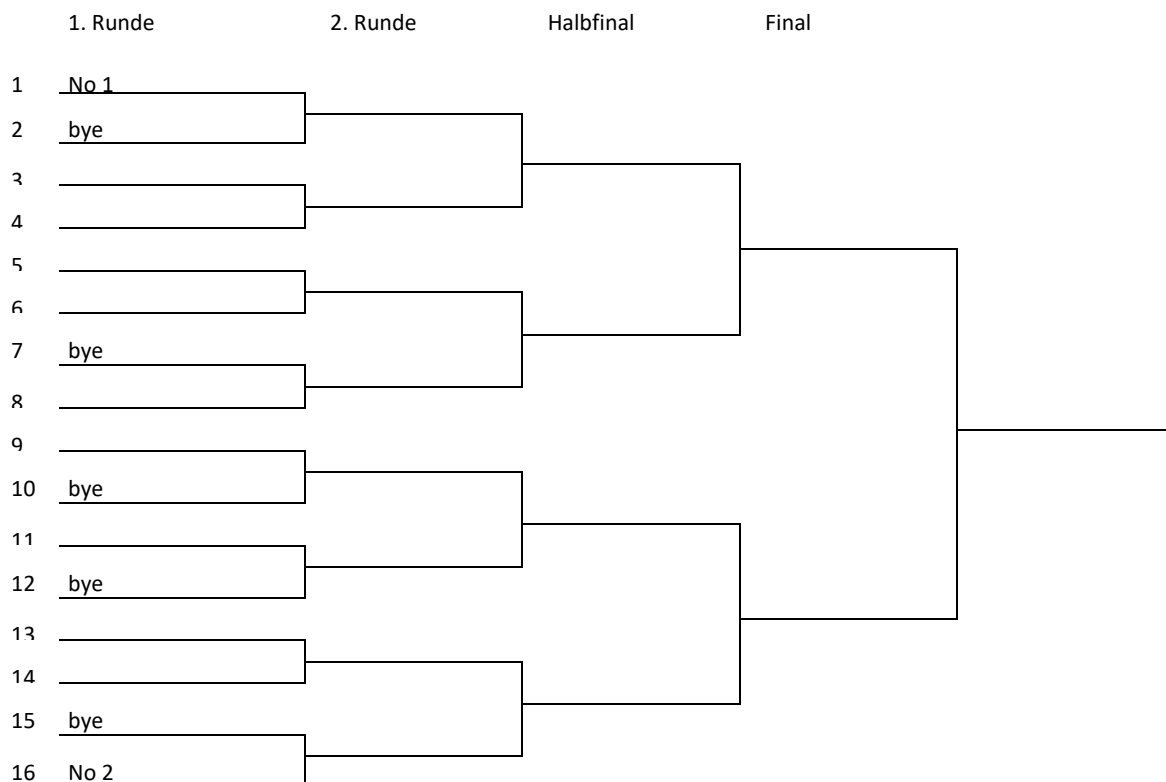 1. Runde 2. Runde Halbfinal Final
1 No 1
2 bye
3
4
5
6
7 bye
8
9
10 bye
11
12 bye
13
14
15 bye
16 No 2